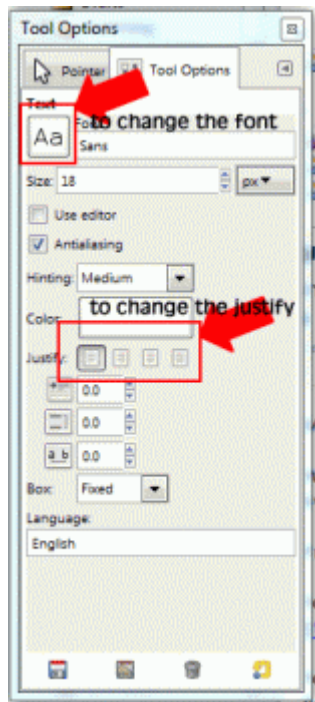 Tool Options
Pointer Tool Options
Text
to change the font
Aa
Sans
Size: 18 px
Use editor
Antialiasing
Hinting: Medium
to change the justify
Color:
Justify:
0.0
0.0
a b 0.0
Box: Fixed
Language:
English